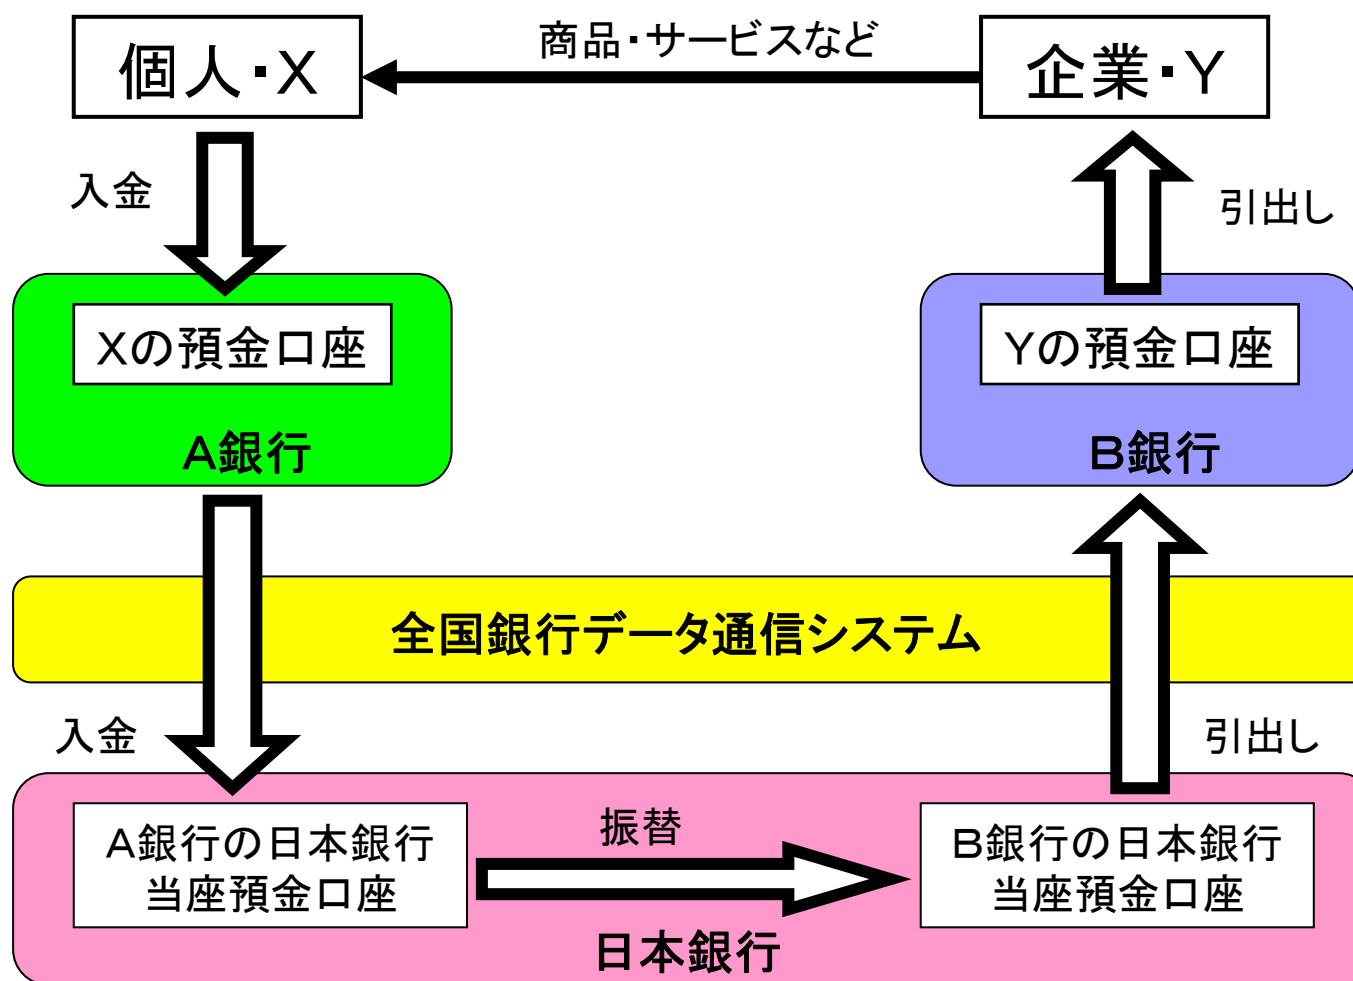 商品・サービスなど
個人・X
企業・Y
入金
引出し
Xの預金口座
Yの預金口座
A銀行
B銀行
全国銀行データ通信システム
入金
引出し
A銀行の日本銀行
当座預金口座
振替
B銀行の日本銀行
当座預金口座
日本銀行